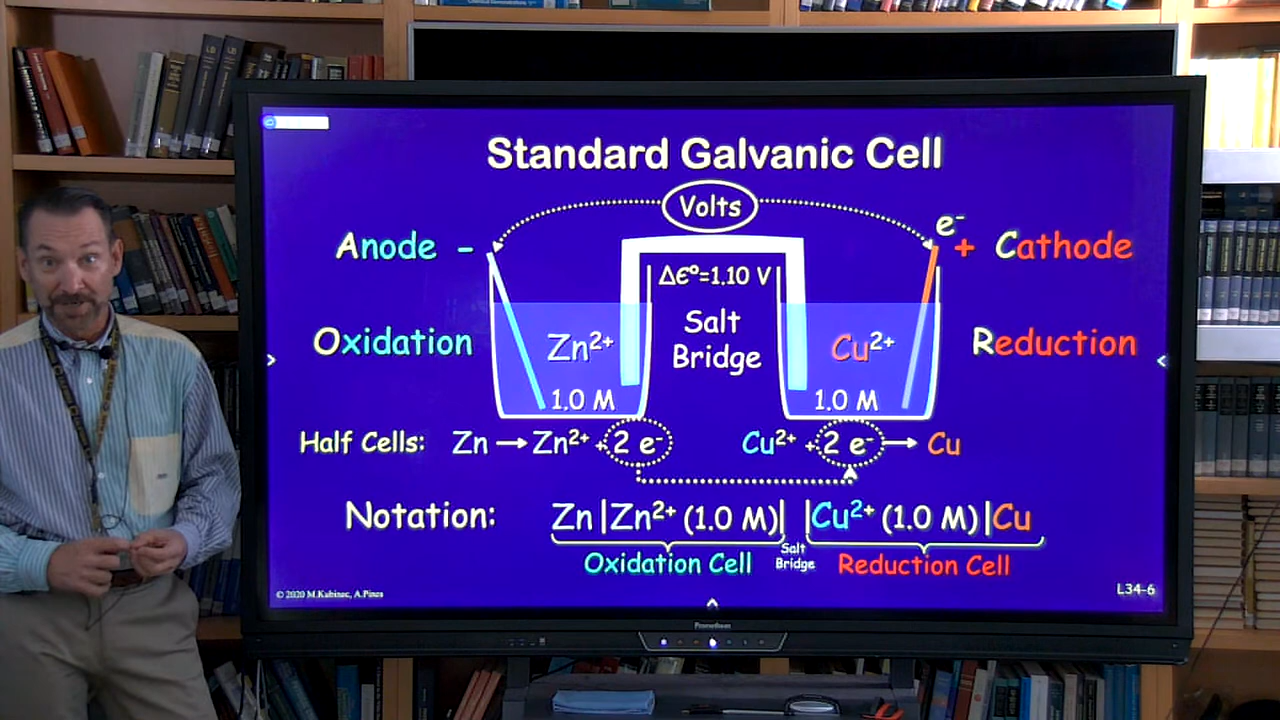 Standard Galvanic Cell
Volts
e⁻
Anode - + Cathode
Δℰ°=1.10 V
Oxidation Zn²⁺ Salt Bridge Cu²⁺ Reduction
1.0 M 1.0 M
Half Cells: Zn → Zn²⁺ + 2 e⁻ Cu²⁺ + 2 e⁻ → Cu
Notation: Zn |Zn²⁺ (1.0 M)| |Cu²⁺ (1.0 M) |Cu
Oxidation Cell Salt Bridge Reduction Cell
© 2020 M.Kubinec, A.Pines
L34-6
Promethean